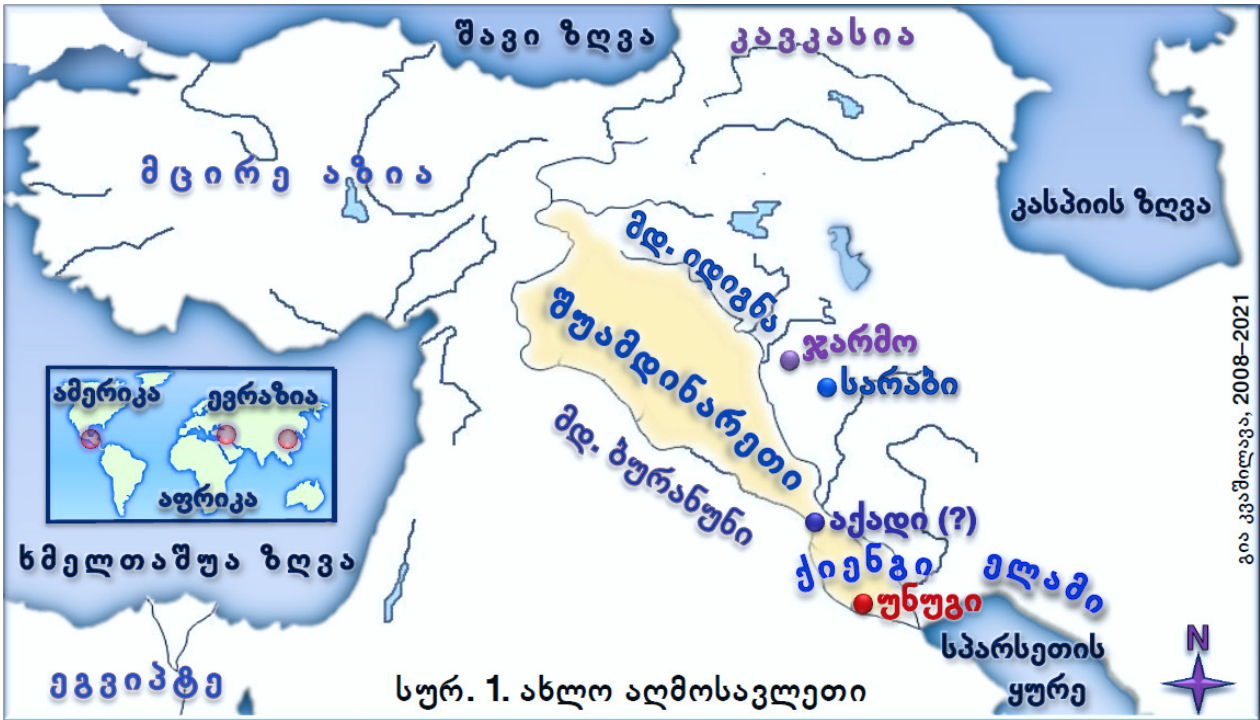 შავი ზღვა
კავკასია
მცირე აზია
კასპიის ზღვა
მდ. იდიგნა
შუამდინარეთი
ჯარმო
სარაბი
მდ. ბურანუნი
ამერიკა
ევრაზია
აფრიკა
ხმელთაშუა ზღვა
აქადი (?)
ქიენგი
ელამი
უნუგი
სპარსეთის
ყურე
ეგვიპტე
N
სურ. 1. ახლო აღმოსავლეთი
გია კვაშილავა, 2008–2021